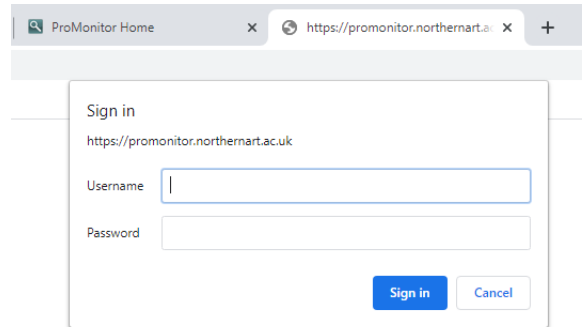 ProMonitor Home
https://promonitor.northernart.ac
Sign in
https://promonitor.northernart.ac.uk
Username
Password
Sign in Cancel